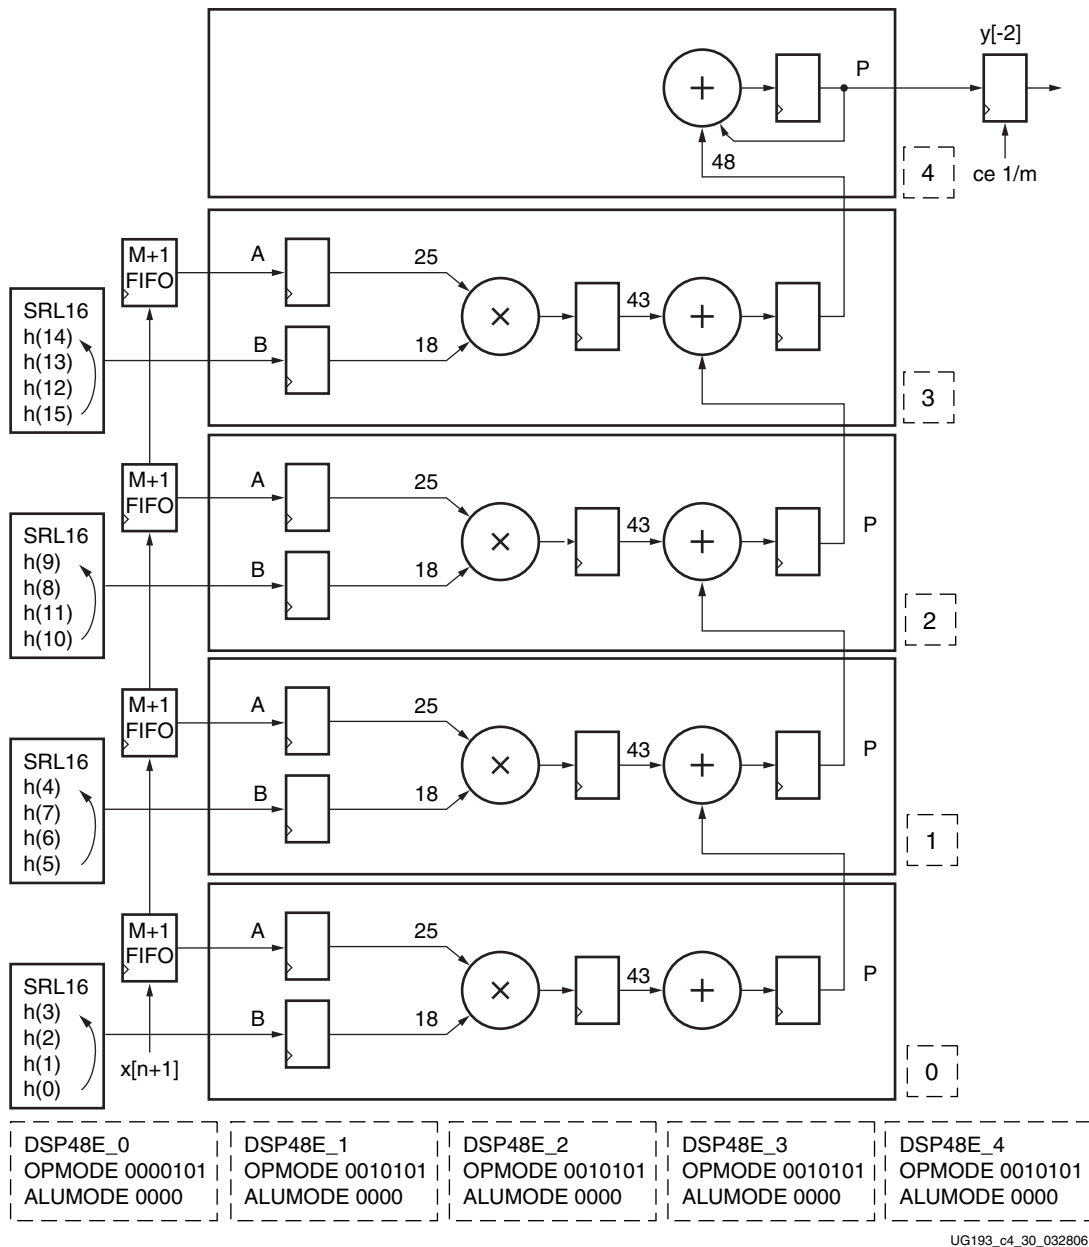 y[-2]
P
48
4
ce 1/m
M+1
FIFO
A
25
SRL16
h(14)
h(13)
h(12)
h(15)
B
18
×
43
+
3
M+1
FIFO
A
25
SRL16
h(9)
h(8)
h(11)
h(10)
B
18
×
43
+
P
2
M+1
FIFO
A
25
SRL16
h(4)
h(7)
h(6)
h(5)
B
18
×
43
+
P
1
M+1
FIFO
A
25
SRL16
h(3)
h(2)
h(1)
h(0)
B
18
×
43
+
P
x[n+1]
0
DSP48E_0
OPMODE 0000101
ALUMODE 0000
DSP48E_1
OPMODE 0010101
ALUMODE 0000
DSP48E_2
OPMODE 0010101
ALUMODE 0000
DSP48E_3
OPMODE 0010101
ALUMODE 0000
DSP48E_4
OPMODE 0010101
ALUMODE 0000
UG193_c4_30_032806